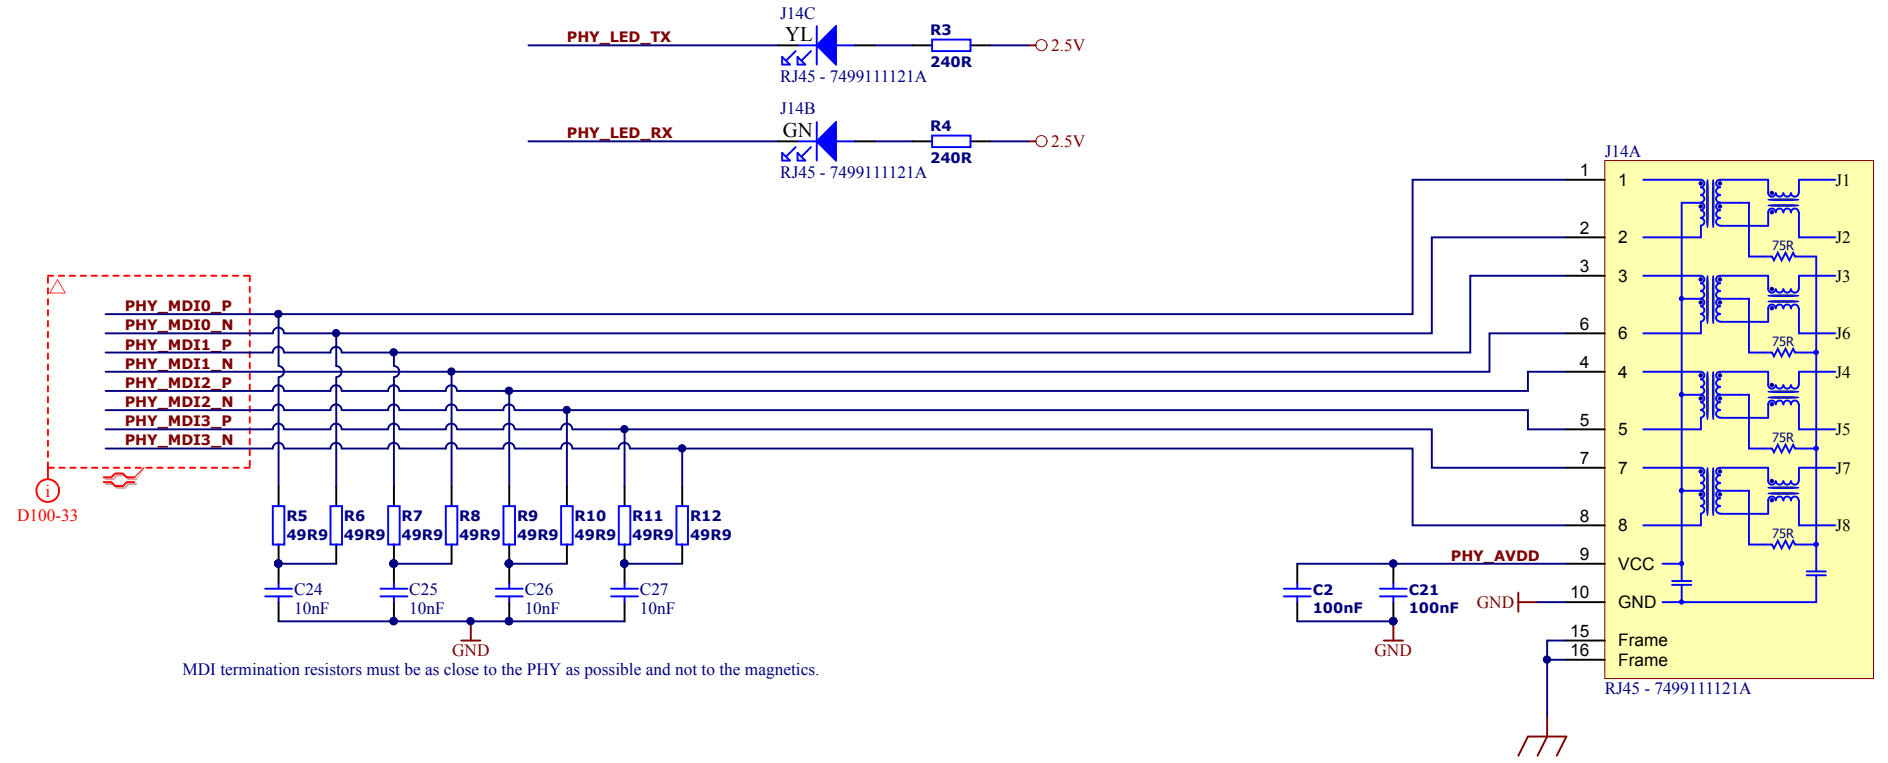 J14C
PHY_LED_TX
YL
R3
240R
2.5V
RJ45 - 7499111121A
J14B
PHY_LED_RX
GN
R4
240R
2.5V
RJ45 - 7499111121A
PHY_MDI0_P
PHY_MDI0_N
PHY_MDI1_P
PHY_MDI1_N
PHY_MDI2_P
PHY_MDI2_N
PHY_MDI3_P
PHY_MDI3_N
i
D100-33
R5
49R9
R6
49R9
R7
49R9
R8
49R9
R9
49R9
R10
49R9
R11
49R9
R12
49R9
C24
10nF
C25
10nF
C26
10nF
C27
10nF
GND
MDI termination resistors must be as close to the PHY as possible and not to the magnetics.
J14A
1 1 J1
2 2 J2
75R
3 3 J3
6 6 J6
75R
4 4 J4
5 5 J5
75R
7 7 J7
8 8 J8
75R
PHY_AVDD 9 VCC
C2
100nF
C21
100nF
GND
GND 10 GND
15 Frame
16 Frame
RJ45 - 7499111121A